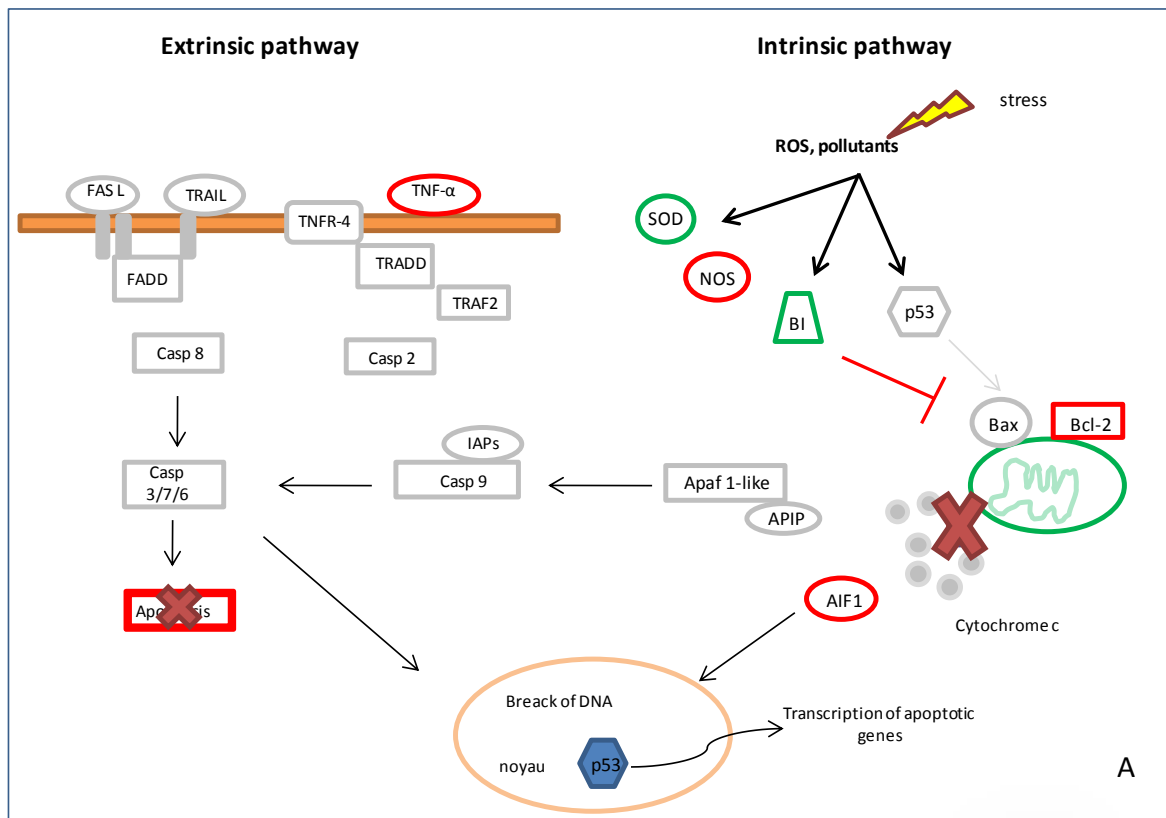 Extrinsic pathway
Intrinsic pathway
stress
ROS, pollutants
FAS L
TRAIL
TNFR-4
TNF-α
SOD
FADD
TRADD
NOS
TRAF2
BI
p53
Casp 8
Casp 2
Bax
Bcl-2
IAPs
Casp
3/7/6
Casp 9
Apaf 1-like
APIP
AIF1
Cytochrome c
Breack of DNA
Transcription of apoptotic
genes
noyau
p53
A